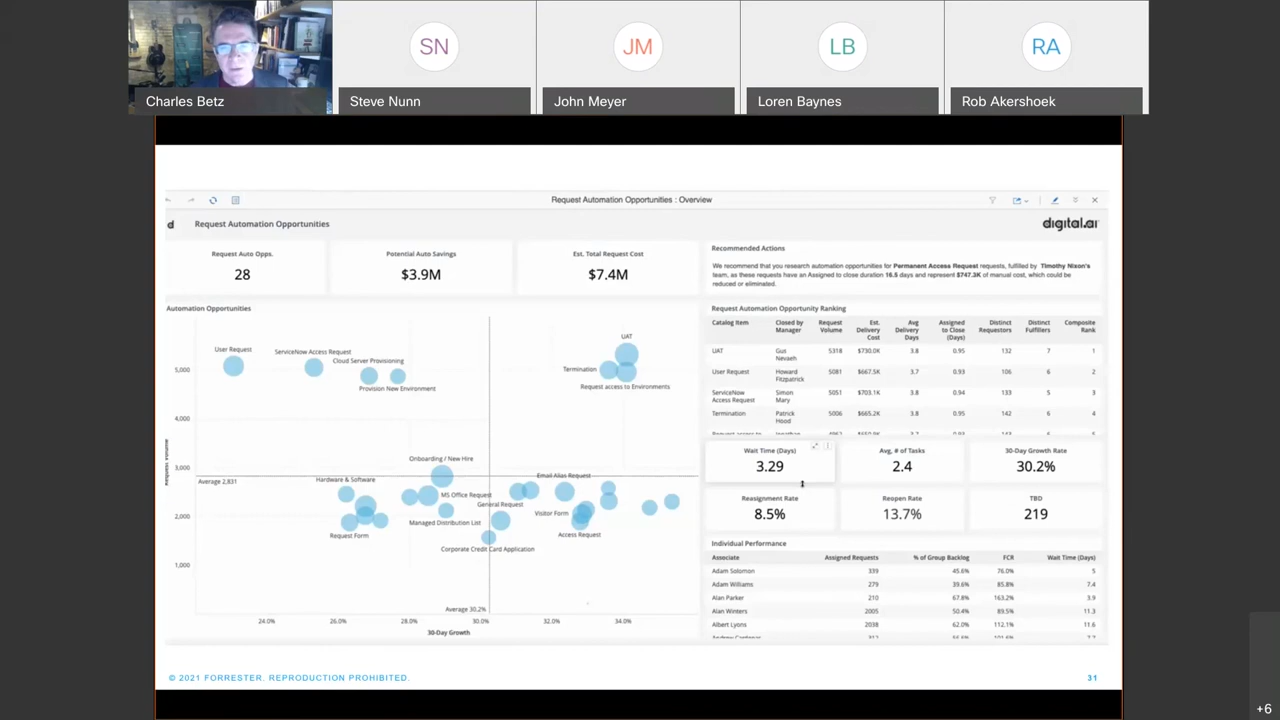 SN
JM
LB
RA
Charles Betz
Steve Nunn
John Meyer
Loren Baynes
Rob Akershoek
Request Automation Opportunities : Overview
d
Request Automation Opportunities
digital.ai
Request Auto Opps.
28
Potential Auto Savings
$3.9M
Est. Total Request Cost
$7.4M
Recommended Actions
We recommend that you research automation opportunities for Permanent Access Request requests, fulfilled by Timothy Nixon's
team, as these requests have an Assigned to close duration 16.5 days and represent $747.3K of manual cost, which could be
reduced or eliminated.
Automation Opportunities
User Request
ServiceNow Access Request
Cloud Server Provisioning
Provision New Environment
UAT
Termination
Request access to Environments
5,000
4,000
3,000
2,000
1,000
Request Volume
Average 2,831
Onboarding / New Hire
Hardware & Software
MS Office Request
Email Alias Request
General Request
Managed Distribution List
Visitor Form
Request Form
Access Request
Corporate Credit Card Application
Average 30.2%
24.0%
26.0%
28.0%
30.0%
32.0%
34.0%
30-Day Growth
Request Automation Opportunity Ranking
Catalog Item Closed by Manager Request Volume Est. Delivery Cost Avg Delivery Days Assigned to Close (Days) Distinct Requestors Distinct Fulfillers Composite Rank
UAT Gus Nevaeh 5318 $730.0K 3.8 0.95 132 7 1
User Request Howard Fitzpatrick 5081 $667.5K 3.7 0.93 106 6 2
ServiceNow Access Request Simon Mary 5051 $703.1K 3.8 0.94 133 5 3
Termination Patrick Hood 5006 $665.2K 3.8 0.95 142 6 4
Wait Time (Days)
3.29
Avg. # of Tasks
2.4
30-Day Growth Rate
30.2%
Reasignment Rate
8.5%
Reopen Rate
13.7%
TBD
219
Individual Performance
Associate Assigned Requests % of Group Backlog FCR Wait Time (Days)
Adam Solomon 339 45.6% 76.0% 5
Adam Williams 279 39.6% 85.8% 7.4
Alan Parker 210 67.8% 163.2% 3.9
Alan Winters 2005 50.4% 89.5% 11.3
Albert Lyons 2038 62.0% 112.1% 11.6
© 2021 FORRESTER. REPRODUCTION PROHIBITED.
31
+6